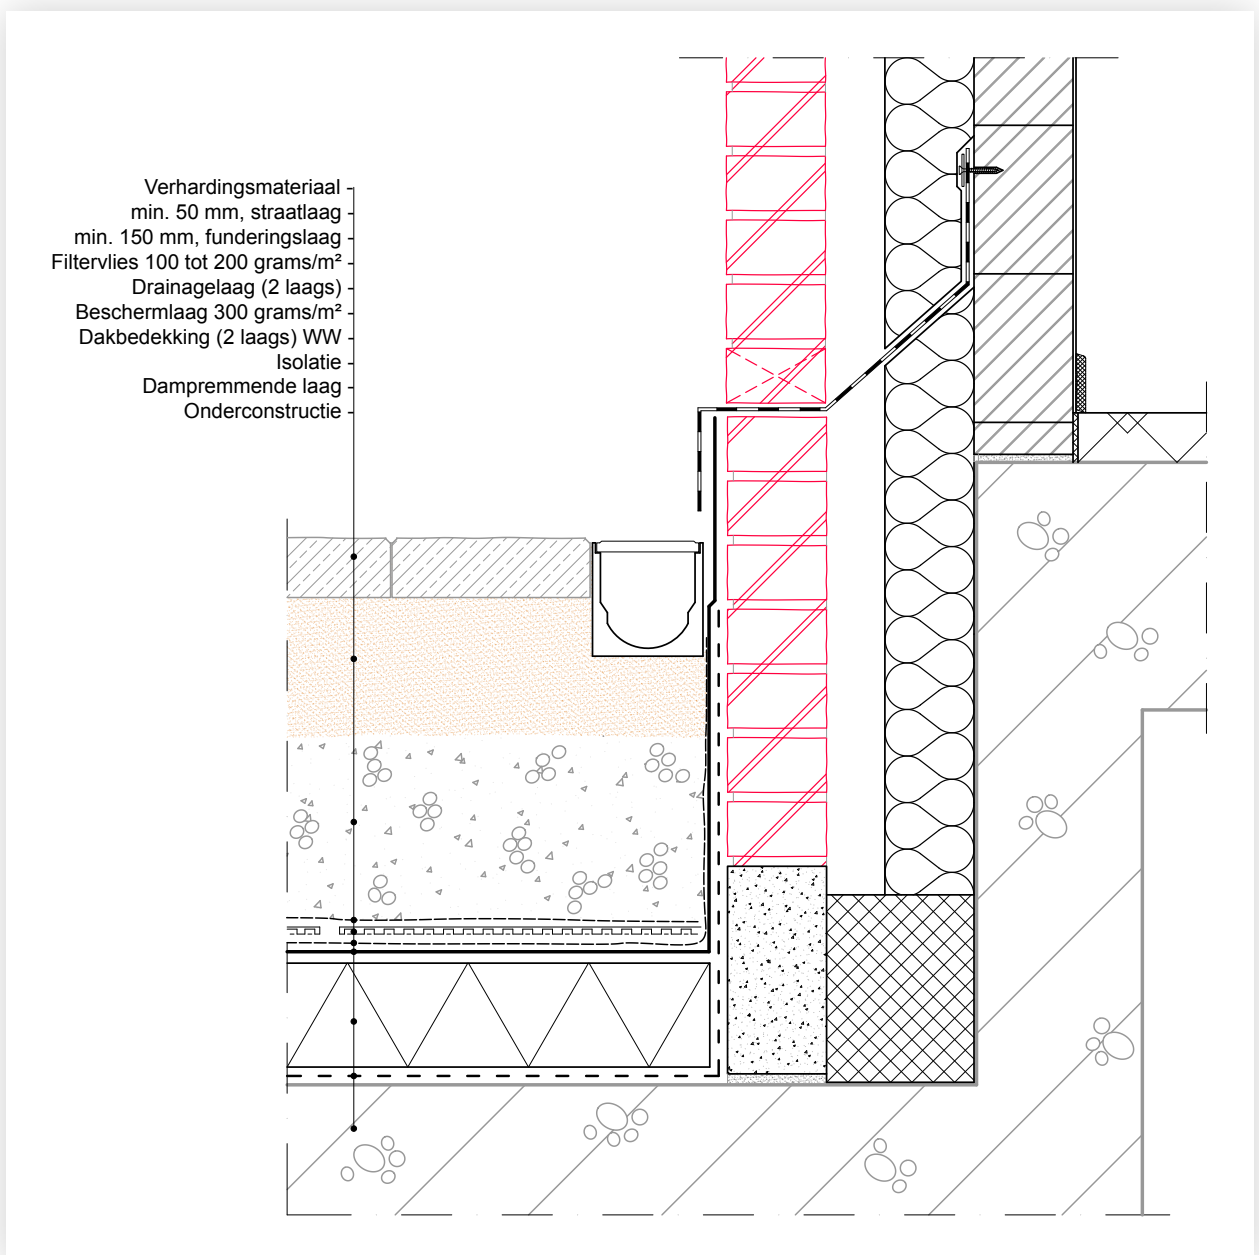 Verhardingsmateriaal
min. 50 mm, straatlaag
min. 150 mm, funderingslaag
Filtervlies 100 tot 200 grams/m²
Drainagelaag (2 laags)
Beschermlaag 300 grams/m²
Dakbedekking (2 laags) WW
Isolatie
Dampremmende laag
Onderconstructie